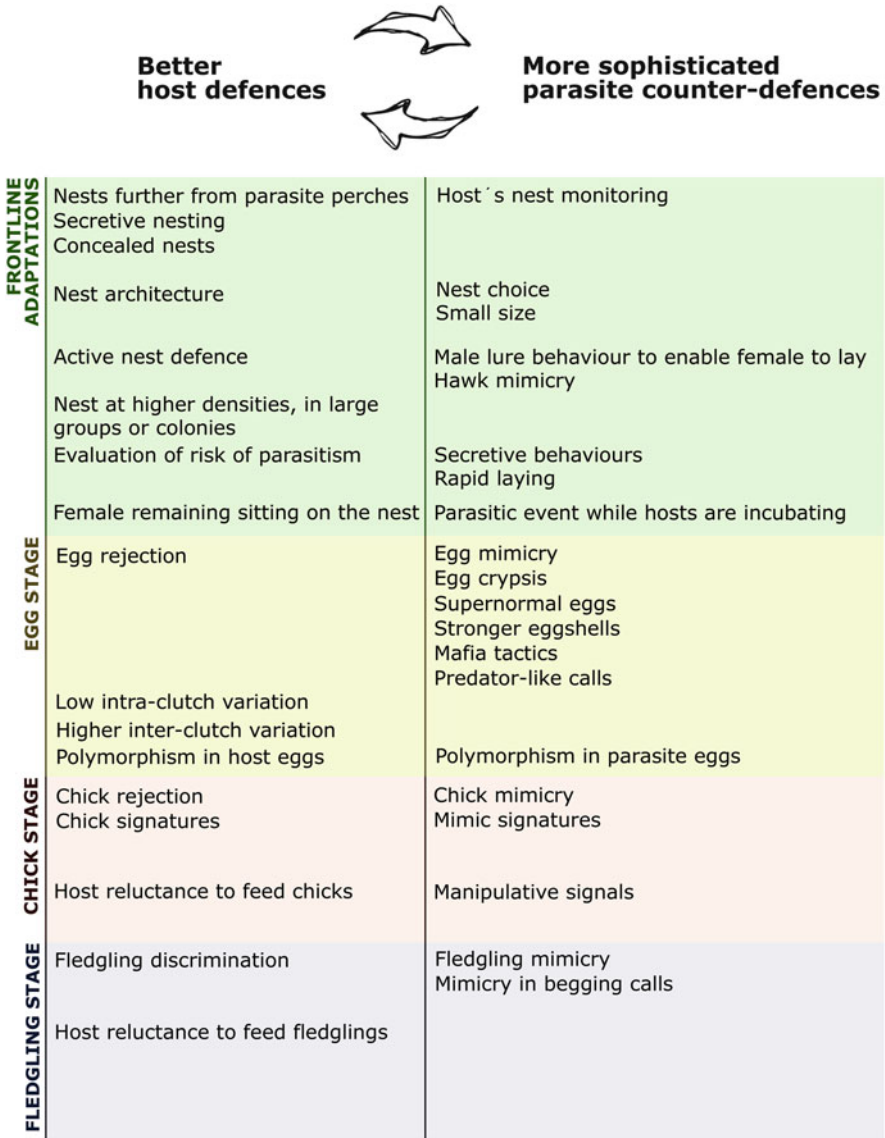 Better
host defences
More sophisticated
parasite counter-defences
FRONTLINE
ADAPTATIONS
Nests further from parasite perches
Secretive nesting
Concealed nests
Host´s nest monitoring
Nest architecture
Nest choice
Small size
Active nest defence
Male lure behaviour to enable female to lay
Hawk mimicry
Nest at higher densities, in large
groups or colonies
Evaluation of risk of parasitism
Secretive behaviours
Rapid laying
Female remaining sitting on the nest
Parasitic event while hosts are incubating
EGG STAGE
Egg rejection
Egg mimicry
Egg crypsis
Supernormal eggs
Stronger eggshells
Mafia tactics
Predator-like calls
Low intra-clutch variation
Higher inter-clutch variation
Polymorphism in host eggs
Polymorphism in parasite eggs
CHICK STAGE
Chick rejection
Chick signatures
Chick mimicry
Mimic signatures
Host reluctance to feed chicks
Manipulative signals
FLEDGLING STAGE
Fledgling discrimination
Fledgling mimicry
Mimicry in begging calls
Host reluctance to feed fledglings